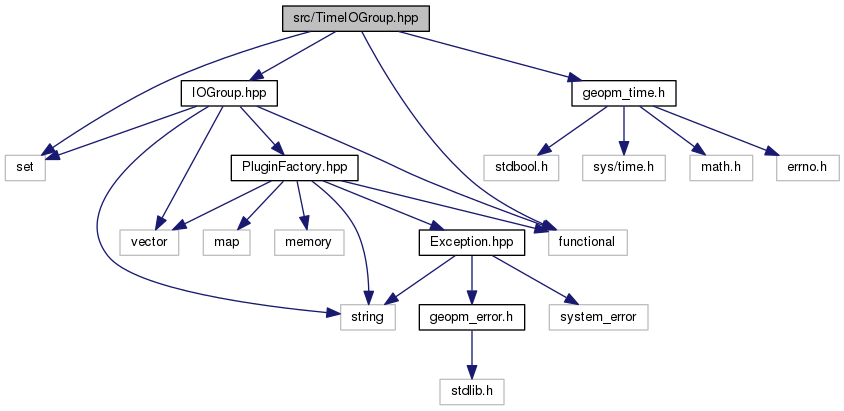 src/TimeIOGroup.hpp
IOGroup.hpp
geopm_time.h
set
PluginFactory.hpp
stdbool.h
sys/time.h
math.h
errno.h
vector
map
memory
Exception.hpp
functional
string
geopm_error.h
system_error
stdlib.h